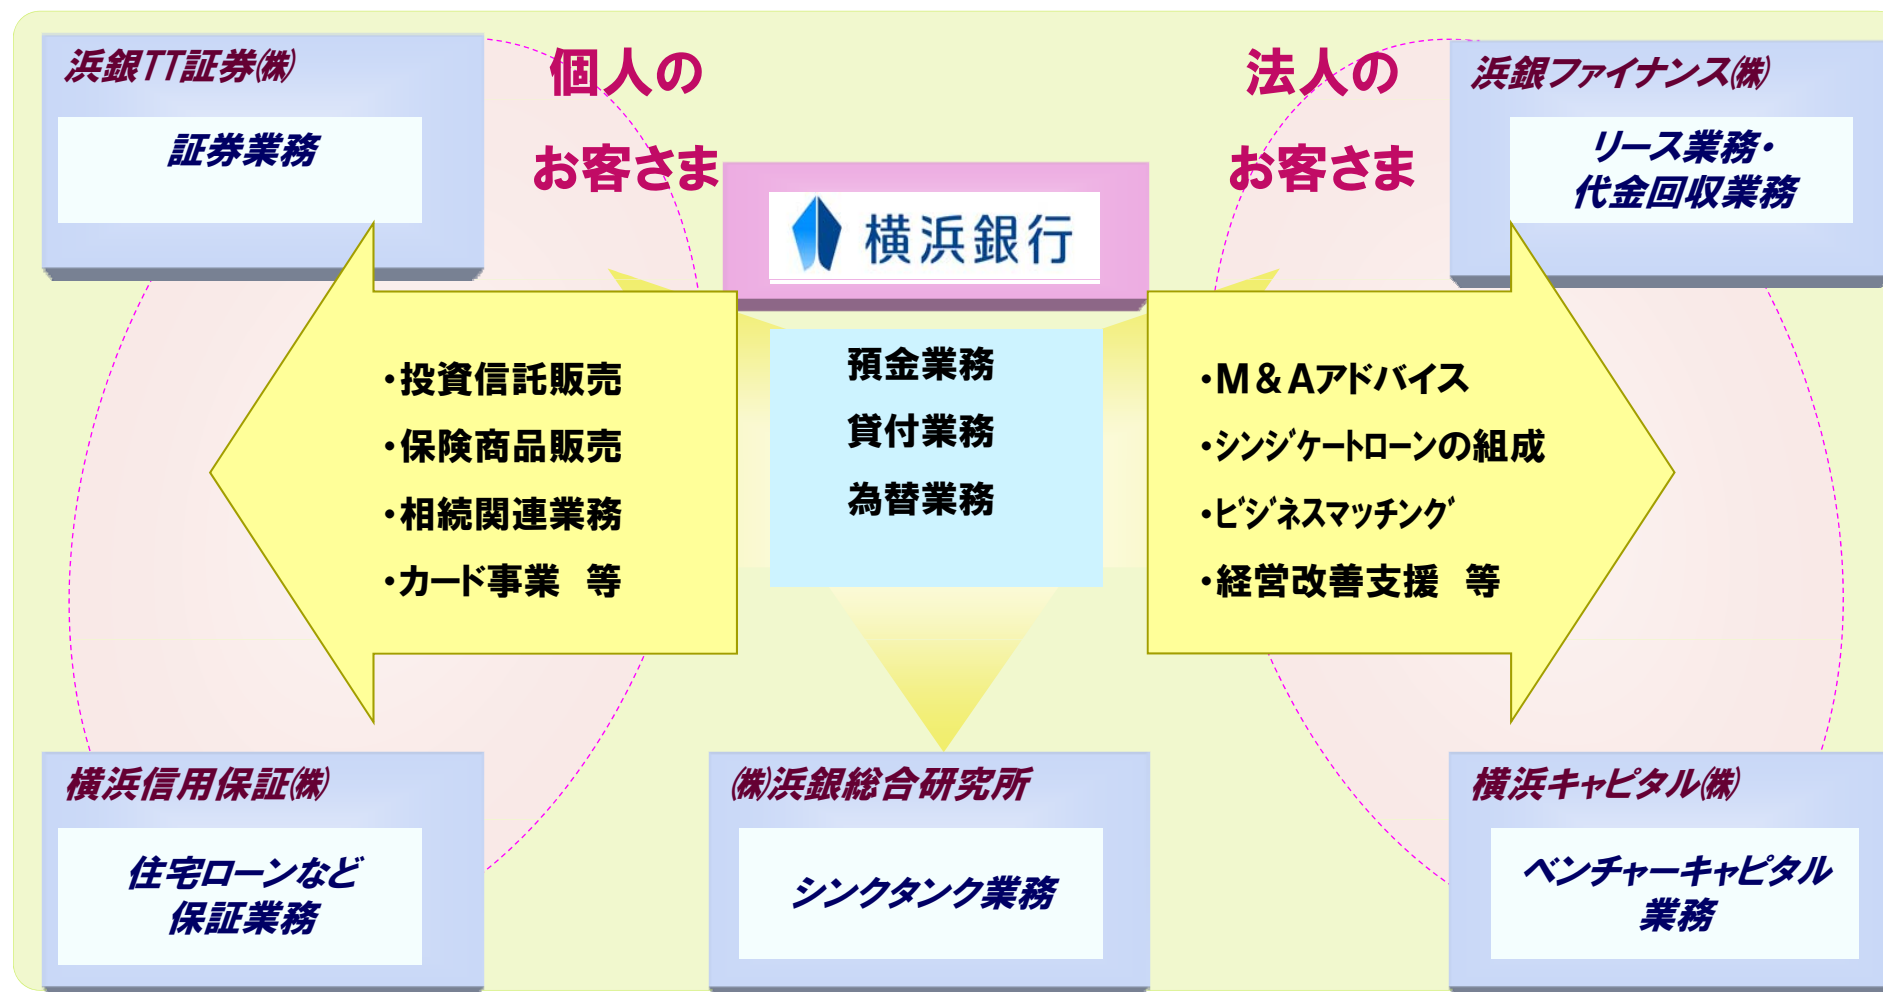 浜銀TT証券㈱
証券業務
個人の
お客さま
法人の
お客さま
浜銀ファイナンス㈱
リース業務・
代金回収業務
横浜銀行
預金業務
貸付業務
為替業務
・投資信託販売
・保険商品販売
・相続関連業務
・カード事業　等
・M＆Aアドバイス
・シンジケートローンの組成
・ビジネスマッチング
・経営改善支援　等
横浜信用保証㈱
住宅ローンなど
保証業務
㈱浜銀総合研究所
シンクタンク業務
横浜キャピタル㈱
ベンチャーキャピタル
業務